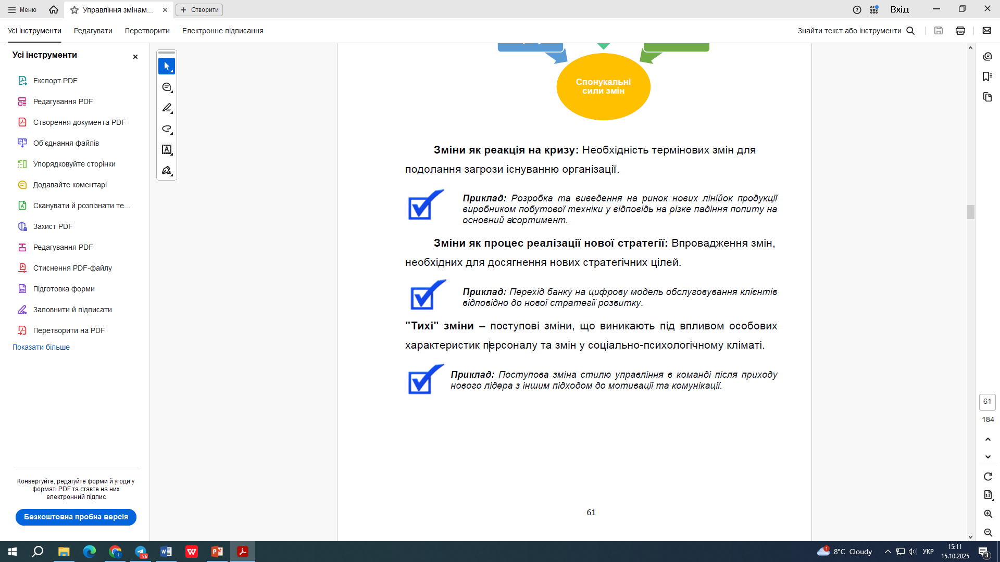 Меню
Управління змінам...
Створити
Вхід
Усі інструменти
Редагувати
Перетворити
Електронне підписання
Знайти текст або інструменти
Усі інструменти
Експорт PDF
Редагування PDF
Створення документа PDF
Об'єднання файлів
Упорядковуйте сторінки
Додавайте коментарі
Сканувати й розпізнати те...
Захист PDF
Редагування PDF
Стиснення PDF-файлу
Підготовка форми
Заповнити й підписати
Перетворити на PDF
Показати більше
Конвертуйте, редагуйте форми й угоди у
форматі PDF та ставте на них
електронний підпис
Безкоштовна пробна версія
Спонукальні
сили змін
Зміни як реакція на кризу: Необхідність термінових змін для
подолання загрози існуванню організації.
Приклад: Розробка та виведення на ринок нових лінійок продукції
виробником побутової техніки у відповідь на різке падіння попиту на
основний асортимент.
Зміни як процес реалізації нової стратегії: Впровадження змін,
необхідних для досягнення нових стратегічних цілей.
Приклад: Перехід банку на цифрову модель обслуговування клієнтів
відповідно до нової стратегії розвитку.
"Тихі" зміни – поступові зміни, що виникають під впливом особових
характеристик персоналу та змін у соціально-психологічному кліматі.
Приклад: Поступова зміна стилю управління в команді після приходу
нового лідера з іншим підходом до мотивації та комунікації.
61
61
184
8°C Cloudy
УКР
15:11
15.10.2025